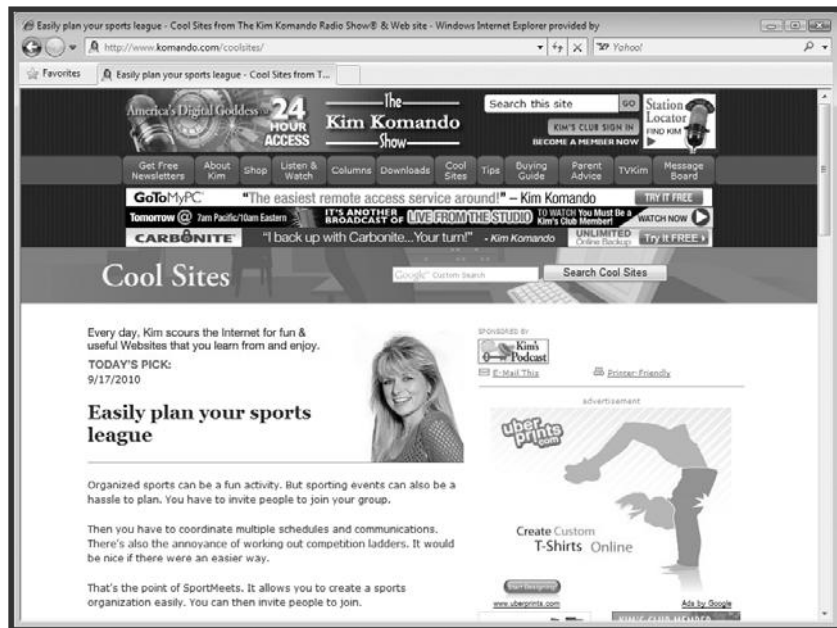 Easily plan your sports league - Cool Sites from The Kim Komando Radio Show® & Web site - Windows Internet Explorer provided by
http://www.komando.com/coolsites/
Yahoo!
Favorites
Easily plan your sports league - Cool Sites from T...
America's Digital Goddess
24
HOUR
ACCESS
The
Kim Komando
Show
Search this site
GO
KIM'S CLUB SIGN IN
BECOME A MEMBER NOW
Station
Locator
FIND KIM
Get Free
Newsletters
About
Kim
Shop
Listen &
Watch
Columns
Downloads
Cool
Sites
Tips
Buying
Guide
Parent
Advice
TVKim
Message
Board
GoToMyPC "The easiest remote access service around!" – Kim Komando TRY IT FREE
Tomorrow @ 7am Pacific/10am Eastern
IT'S ANOTHER
BROADCAST OF
LIVE FROM THE STUDIO
TO WATCH You Must Be a
Kim's Club Member!
WATCH NOW
CARBONITE "I back up with Carbonite...Your turn!" - Kim Komando
UNLIMITED
Online Backup
Try It FREE
Cool Sites
Google™ Custom Search
Search Cool Sites
Every day, Kim scours the Internet for fun &
useful Websites that you learn from and enjoy.
TODAY'S PICK:
9/17/2010
Easily plan your sports
league
Organized sports can be a fun activity. But sporting events can also be a
hassle to plan. You have to invite people to join your group.
Then you have to coordinate multiple schedules and communications.
There's also the annoyance of working out competition ladders. It would
be nice if there were an easier way.
That's the point of SportMeets. It allows you to create a sports
organization easily. You can then invite people to join.
SPONSORED BY
Kim's
Podcast
E-Mail This
Printer-Friendly
advertisement
uber
prints
.com
Create Custom
T-Shirts Online
Start Designing!
www.uberprints.com
Ads by Google
KIM'S CLUB MEMBER